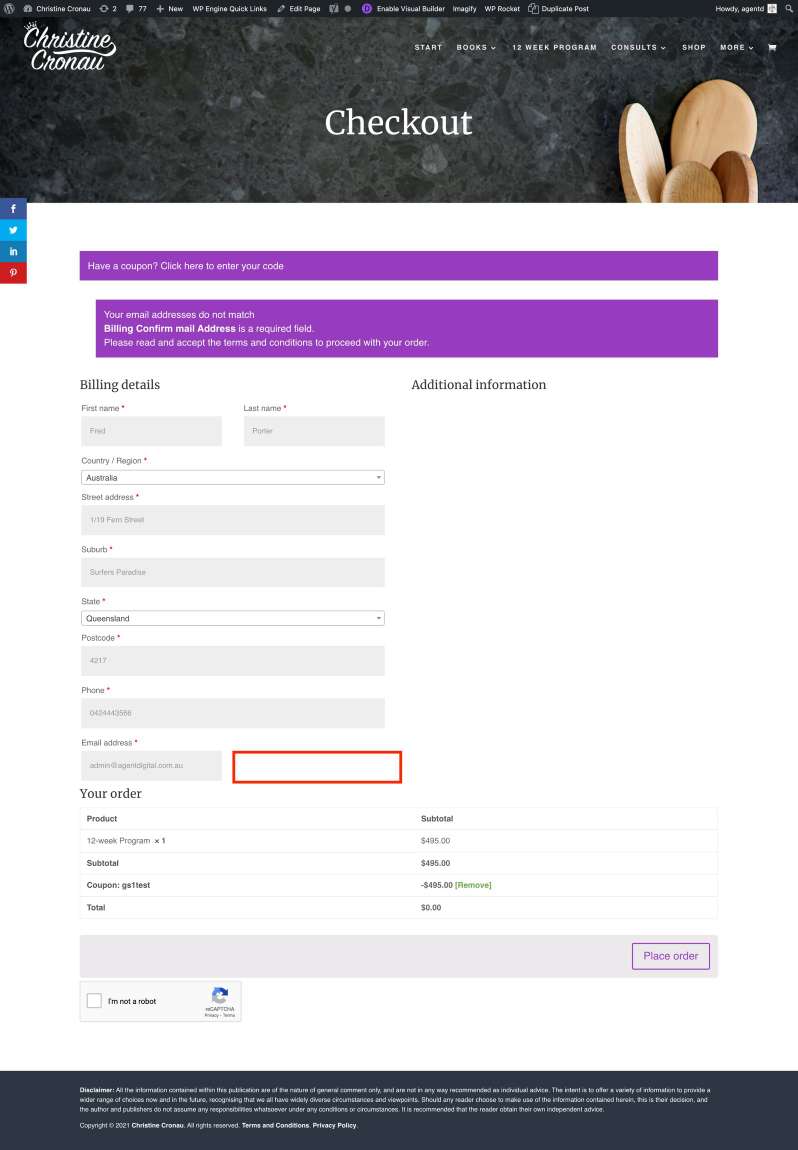 Christine Cronau 2 77 New WP Engine Quick Links Edit Page Enable Visual Builder Imagify WP Rocket Duplicate Post Howdy, agentd
Christine
Cronau
START BOOKS 12 WEEK PROGRAM CONSULTS SHOP MORE
Checkout
Have a coupon? Click here to enter your code
Your email addresses do not match
Billing Confirm mail Address is a required field.
Please read and accept the terms and conditions to proceed with your order.
Billing details
Additional information
First name * Last name *
Fred Porter
Country / Region *
Australia
Street address *
1/19 Fern Street
Suburb *
Surfers Paradise
State *
Queensland
Postcode *
4217
Phone *
0424443566
Email address *
admin@agentdigital.com.au
Your order
Product Subtotal
12-week Program × 1 $495.00
Subtotal $495.00
Coupon: gs1test -$495.00 [Remove]
Total $0.00
Place order
I'm not a robot
reCAPTCHA
Privacy - Terms
Disclaimer: All the information contained within this publication are of the nature of general comment only, and are not in any way recommended as individual advice. The intent is to offer a variety of information to provide a
wider range of choices now and in the future, recognising that we all have widely diverse circumstances and viewpoints. Should any reader choose to make use of the information contained herein, this is their decision, and
the author and publishers do not assume any responsibilities whatsoever under any conditions or circumstances. It is recommended that the reader obtain their own independent advice.
Copyright © 2021 Christine Cronau. All rights reserved. Terms and Conditions. Privacy Policy.